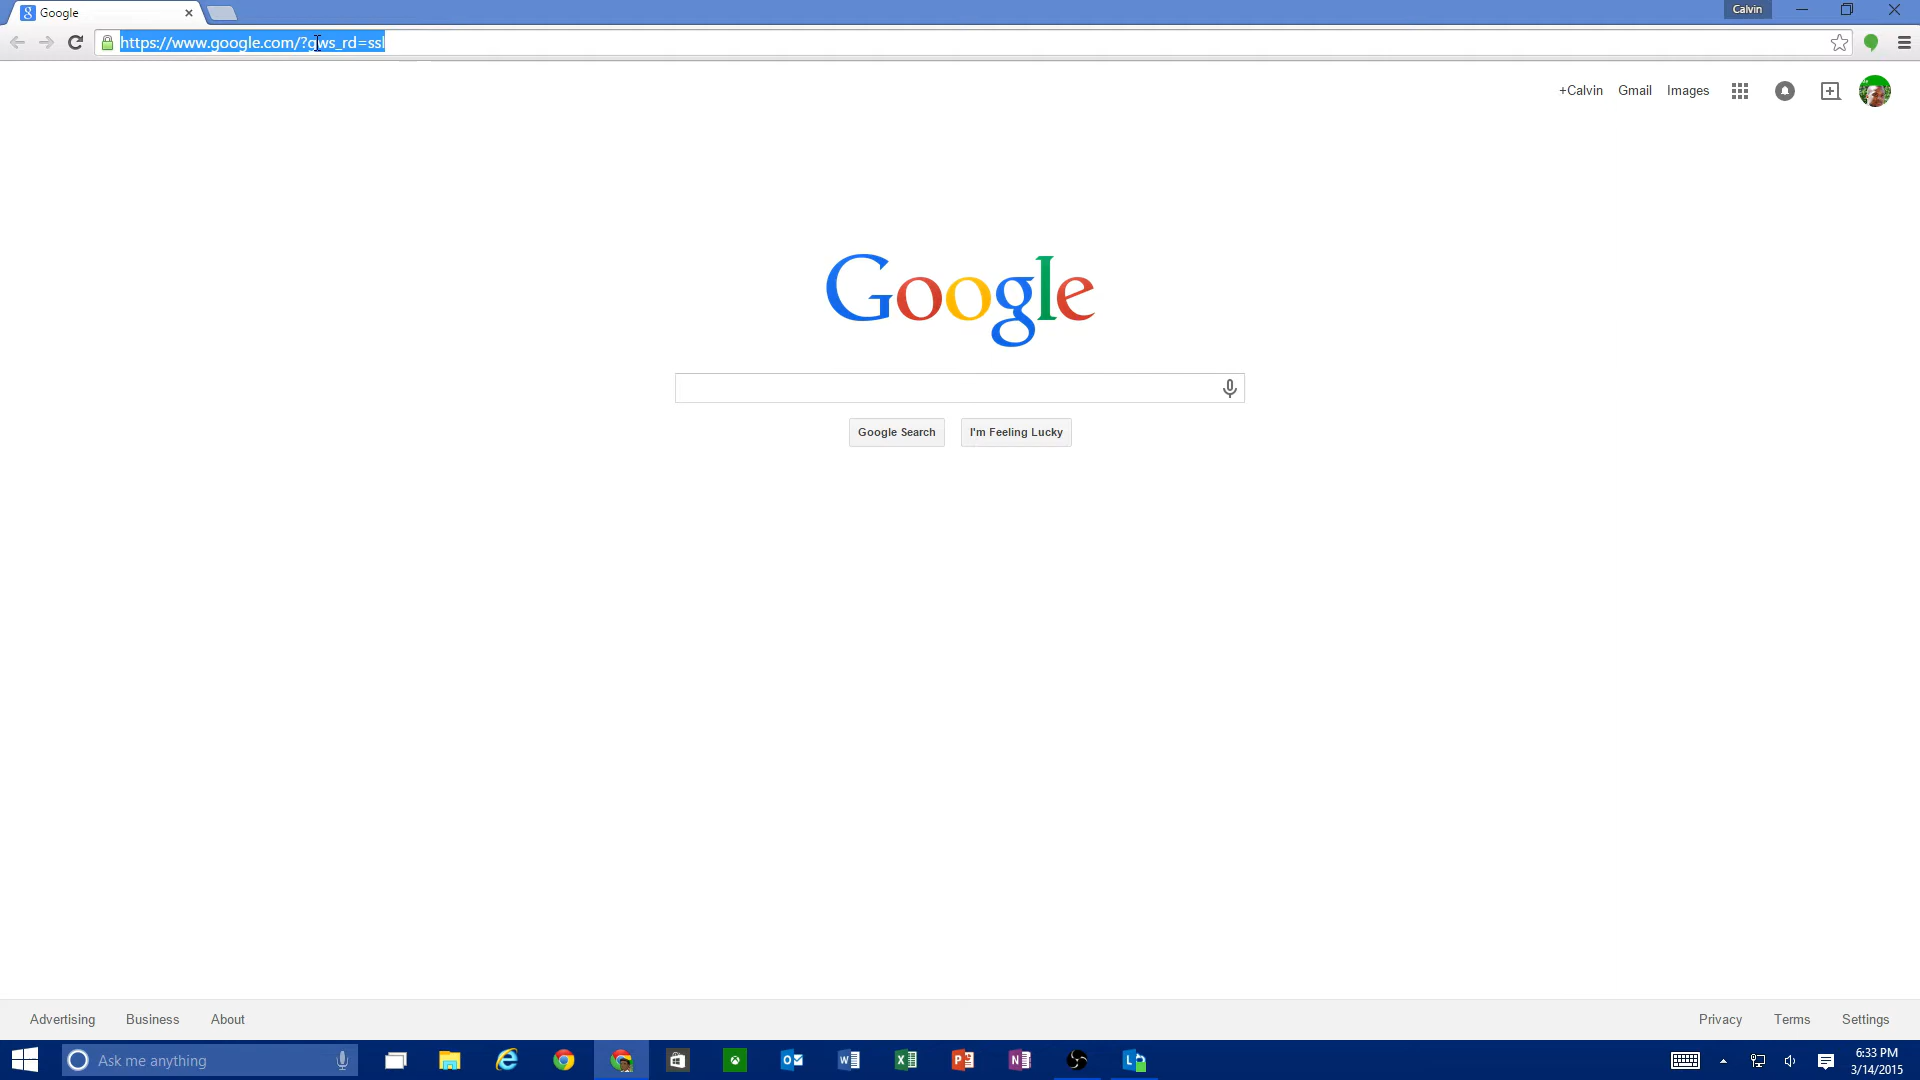 Google
Calvin
https://www.google.com/?gws_rd=ssl
+Calvin Gmail Images
Google
Google Search I'm Feeling Lucky
Advertising Business About Privacy Terms Settings
Ask me anything
6:33 PM
3/14/2015